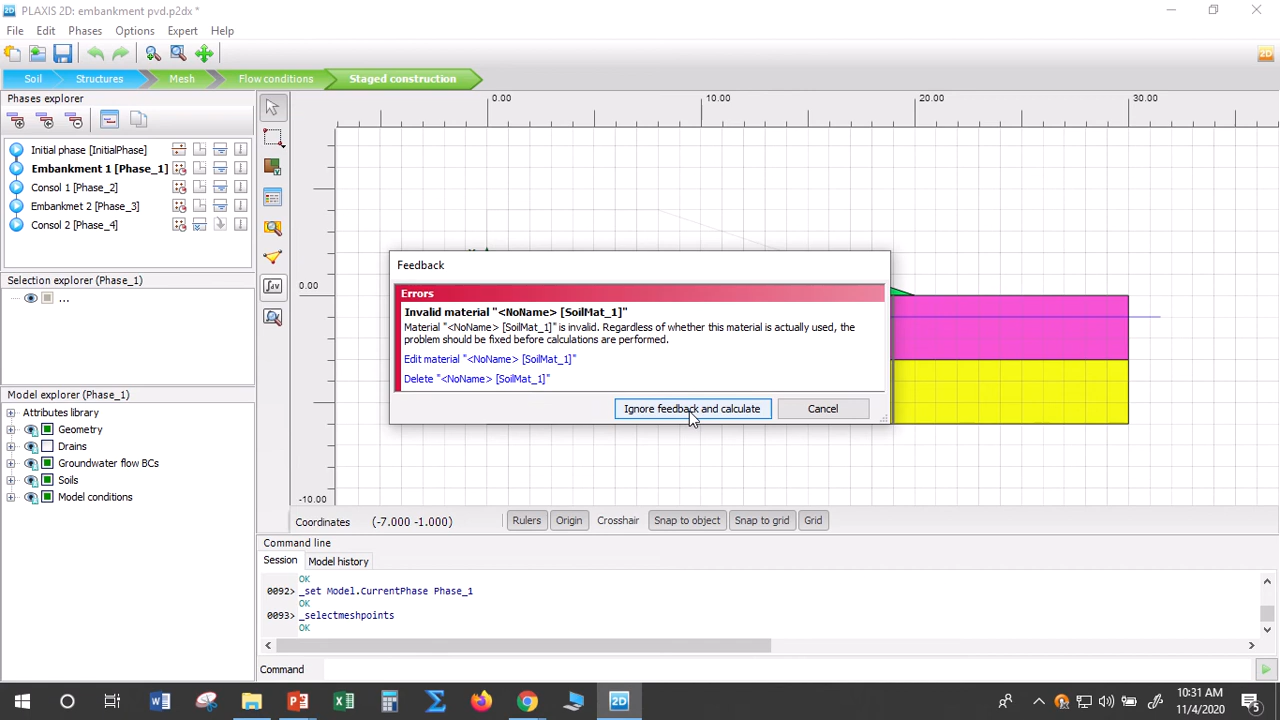 PLAXIS 2D: embankment pvd.p2dx *
File Edit Phases Options Expert Help
Soil Structures Mesh Flow conditions Staged construction
Phases explorer
Initial phase [InitialPhase]
Embankment 1 [Phase_1]
Consol 1 [Phase_2]
Embankmet 2 [Phase_3]
Consol 2 [Phase_4]
Selection explorer (Phase_1)
...
Model explorer (Phase_1)
Attributes library
Geometry
Drains
Groundwater flow BCs
Soils
Model conditions
0.00 10.00 20.00 30.00
0.00
-10.00
Feedback
Errors
Invalid material "<NoName> [SoilMat_1]"
Material "<NoName> [SoilMat_1]" is invalid. Regardless of whether this material is actually used, the
problem should be fixed before calculations are performed.
Edit material "<NoName> [SoilMat_1]"
Delete "<NoName> [SoilMat_1]"
Ignore feedback and calculate Cancel
Coordinates (-7.000 -1.000) Rulers Origin Crosshair Snap to object Snap to grid Grid
Command line
Session Model history
OK
0092> _set Model.CurrentPhase Phase_1
OK
0093> _selectmeshpoints
OK
Command
10:31 AM
11/4/2020
2D
2D
2D